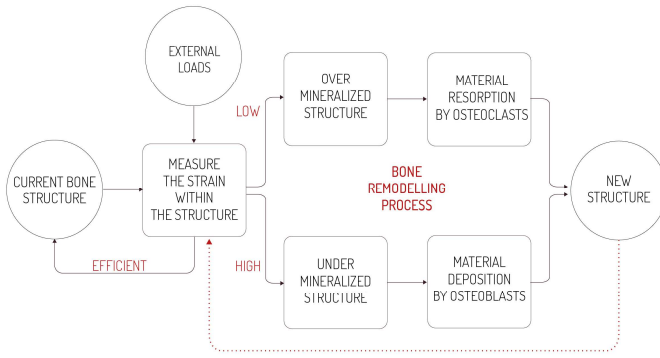 EXTERNAL
LOADS
OVER
MINERALIZED
STRUCTURE
MATERIAL
RESORPTION
BY OSTEOCLASTS
LOW
CURRENT BONE
STRUCTURE
MEASURE
THE STRAIN
WITHIN
THE STRUCTURE
BONE
REMODELLING
PROCESS
NEW
STRUCTURE
EFFICIENT
HIGH
UNDER
MINERALIZED
STRUCTURE
MATERIAL
DEPOSITION
BY OSTEOBLASTS